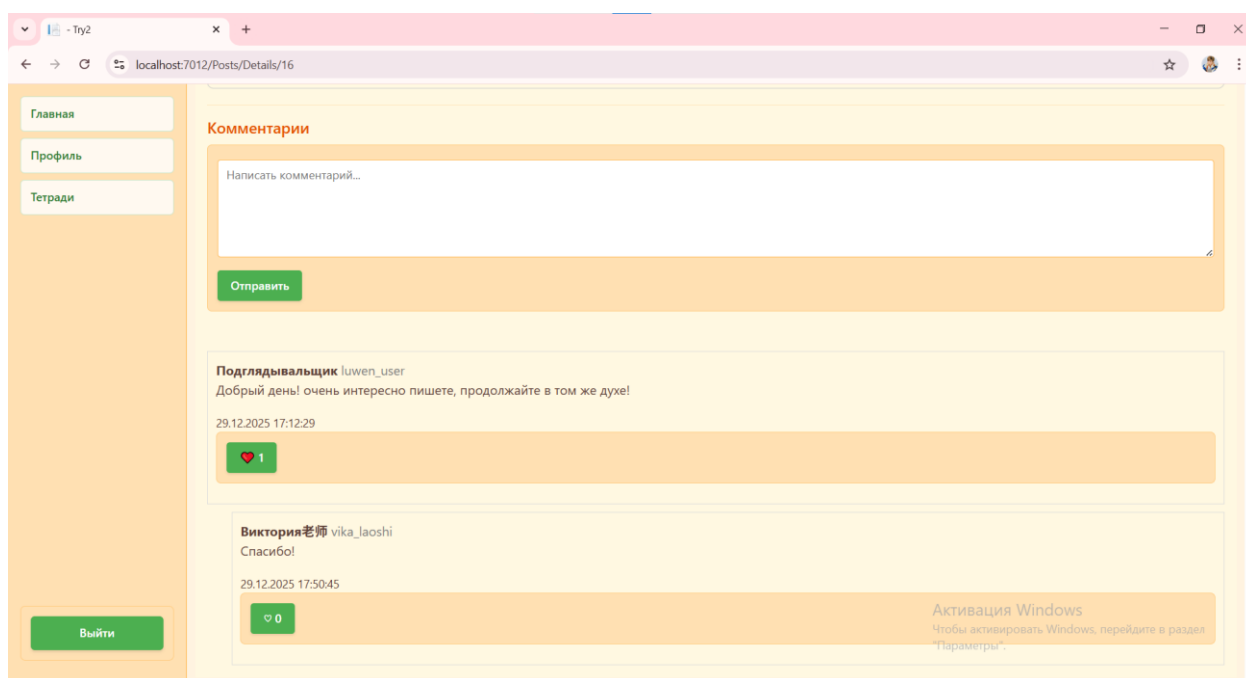 - Try2
localhost:7012/Posts/Details/16
Главная
Профиль
Тетради
Комментарии
Написать комментарий...
Отправить
Подглядывальщик luwen_user
Добрый день! очень интересно пишете, продолжайте в том же духе!
29.12.2025 17:12:29
1
Виктория老师 vika_laoshi
Спасибо!
29.12.2025 17:50:45
♡ 0
Выйти
Активация Windows
Чтобы активировать Windows, перейдите в раздел
"Параметры".